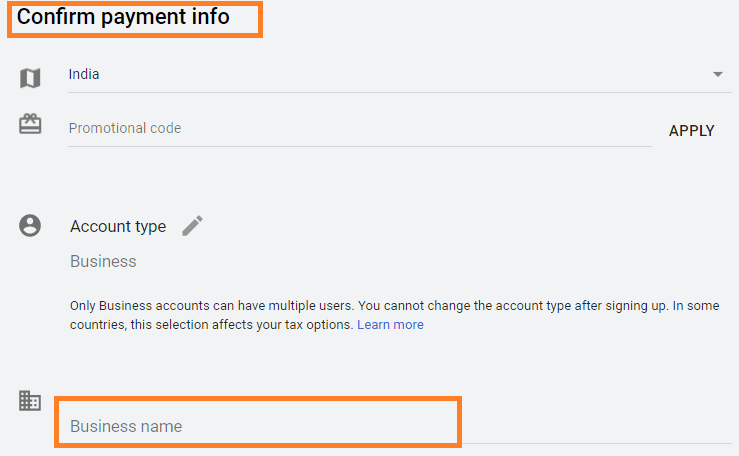 Confirm payment info
India
Promotional code
APPLY
Account type
Business
Only Business accounts can have multiple users. You cannot change the account type after signing up. In some
countries, this selection affects your tax options. Learn more
Business name